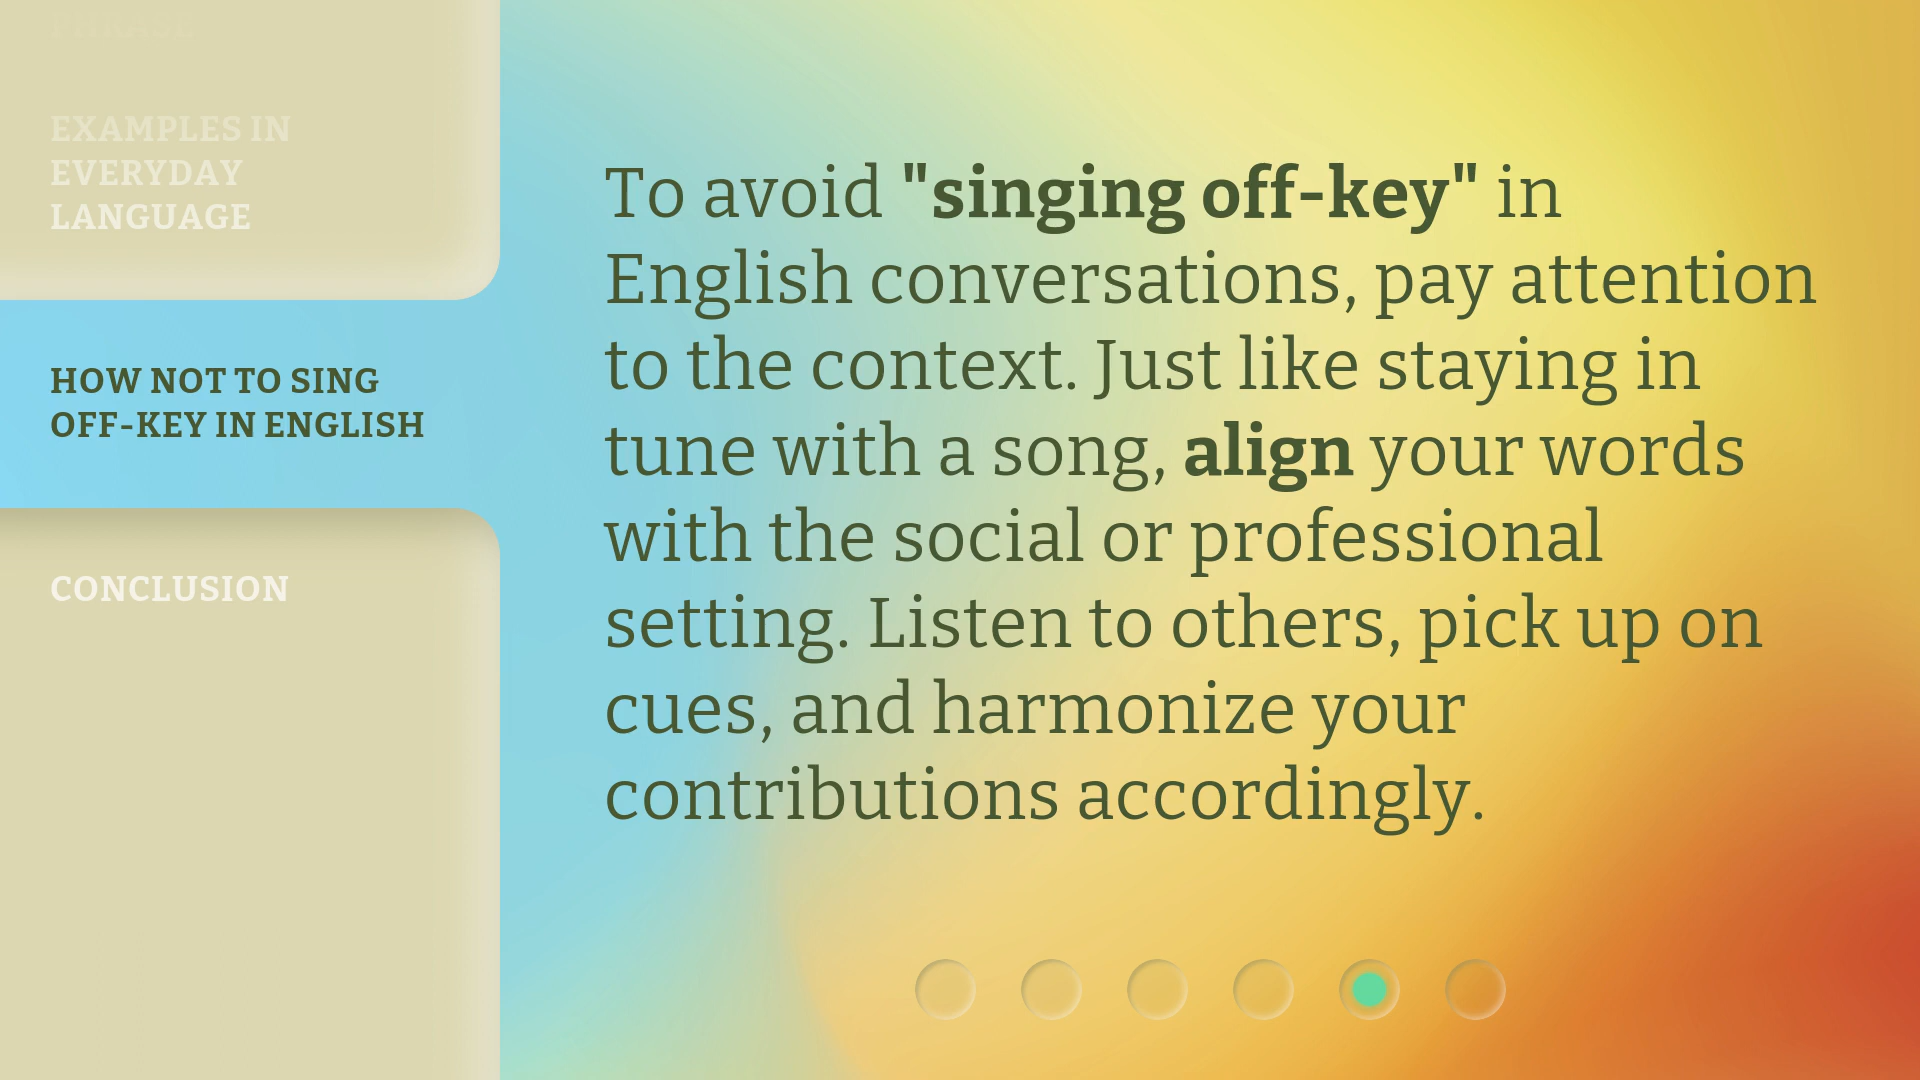 PHRASE
EXAMPLES IN
EVERYDAY
LANGUAGE
HOW NOT TO SING
OFF-KEY IN ENGLISH
CONCLUSION
To avoid "singing off-key" in
English conversations, pay attention
to the context. Just like staying in
tune with a song, align your words
with the social or professional
setting. Listen to others, pick up on
cues, and harmonize your
contributions accordingly.